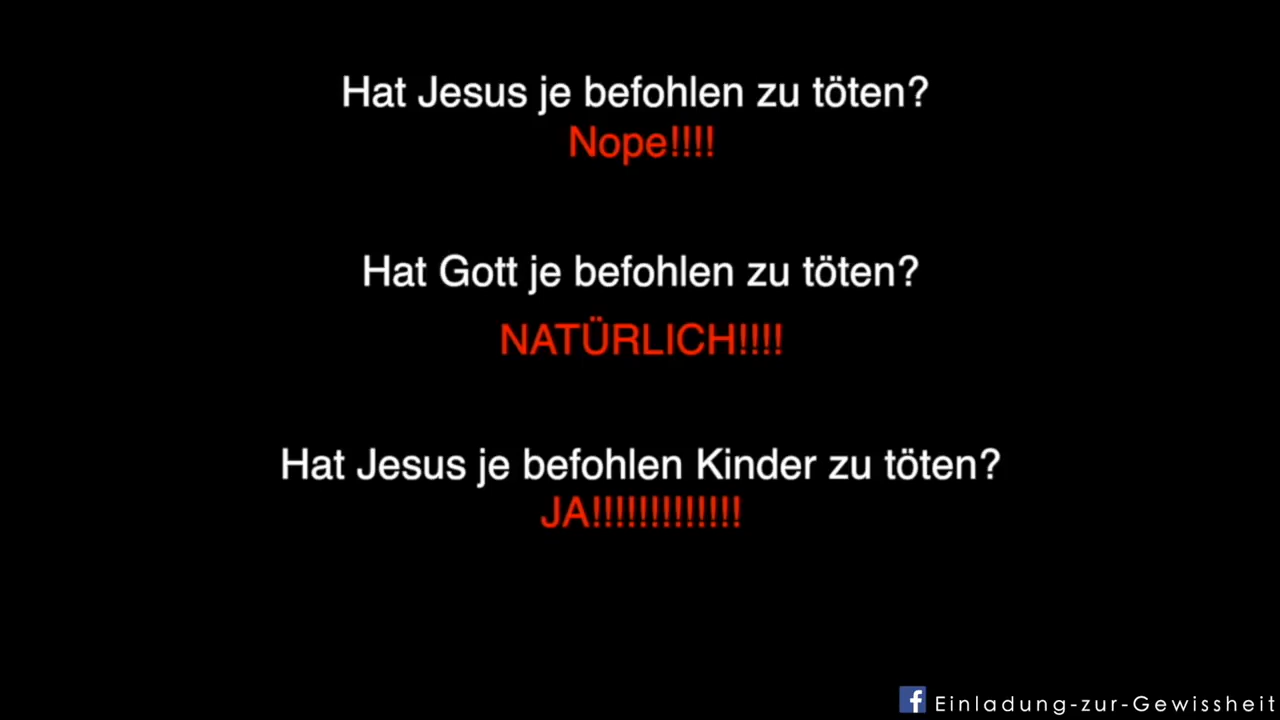 Hat Jesus je befohlen zu töten?
Nope!!!!
Hat Gott je befohlen zu töten?
NATÜRLICH!!!!
Hat Jesus je befohlen Kinder zu töten?
JA!!!!!!!!!!!!!
Einladung-zur-Gewissheit